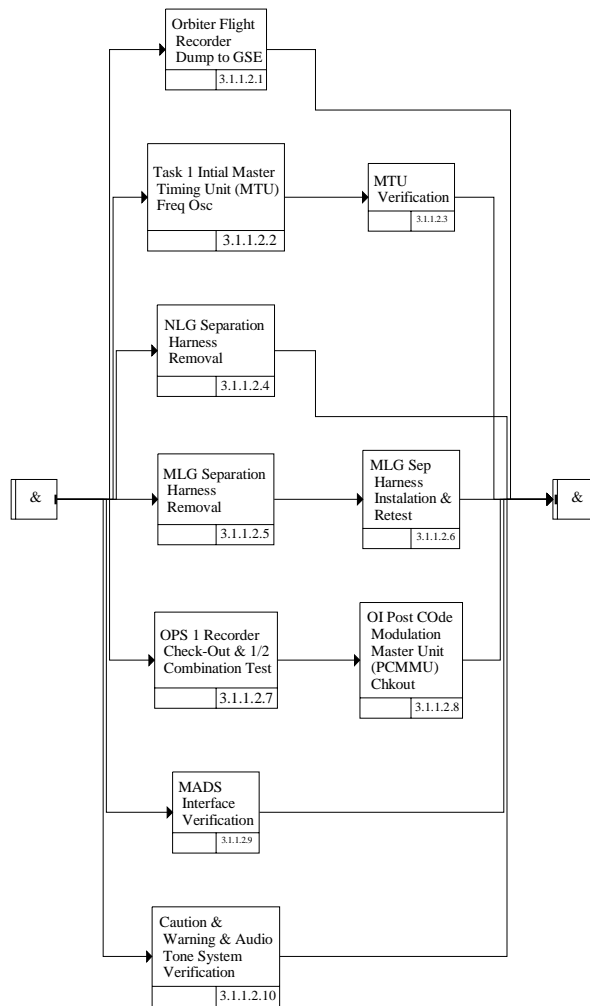 Orbiter Flight
Recorder
Dump to GSE
3.1.1.2.1
Task 1 Intial Master
Timing Unit (MTU)
Freq Osc
3.1.1.2.2
MTU
Verification
3.1.1.2.3
NLG Separation
Harness
Removal
3.1.1.2.4
&
MLG Separation
Harness
Removal
3.1.1.2.5
MLG Sep
Harness
Instalation &
Retest
3.1.1.2.6
&
OPS 1 Recorder
Check-Out & 1/2
Combination Test
3.1.1.2.7
OI Post COde
Modulation
Master Unit
(PCMMU)
Chkout
3.1.1.2.8
MADS
Interface
Verification
3.1.1.2.9
Caution &
Warning & Audio
Tone System
Verification
3.1.1.2.10